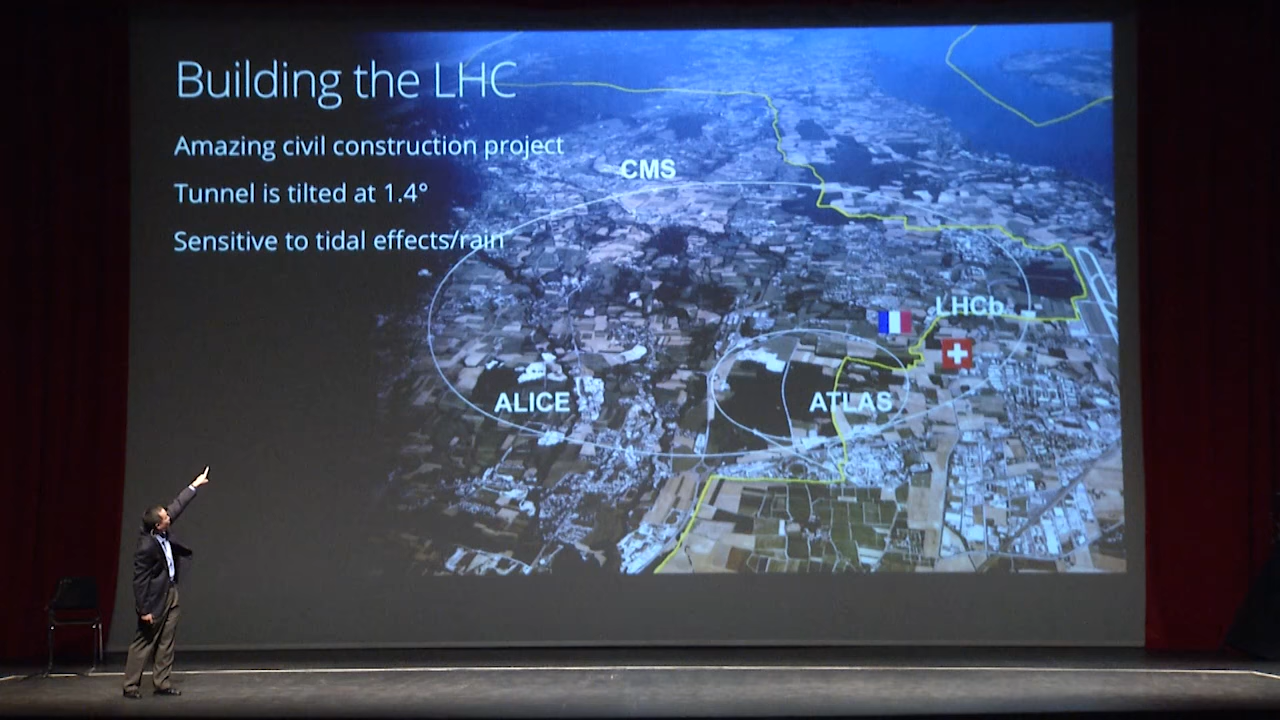 Building the LHC
Amazing civil construction project
Tunnel is tilted at 1.4°
Sensitive to tidal effects/rain
CMS
LHCb
ALICE
ATLAS